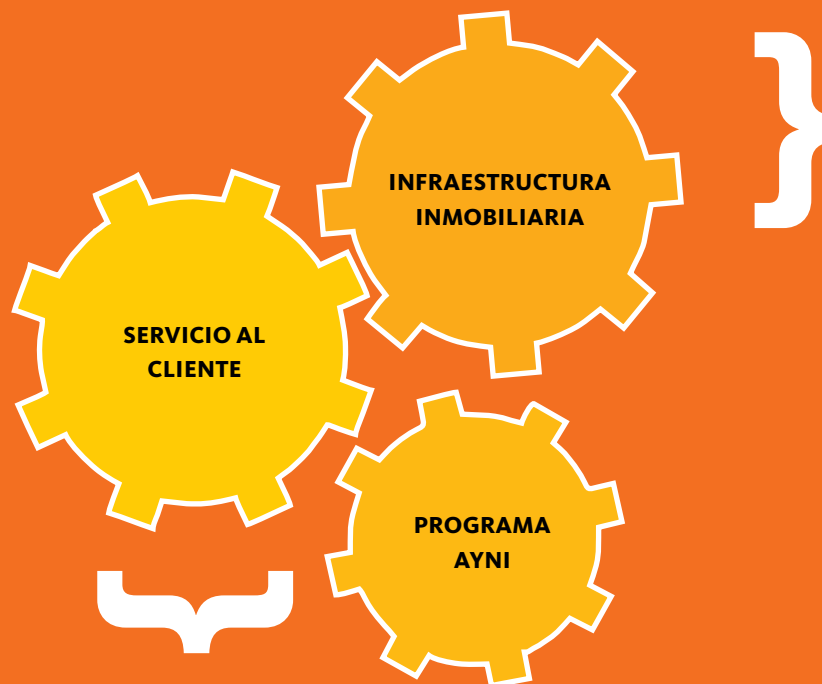 INFRAESTRUCTURA
INMOBILIARIA
SERVICIO AL
CLIENTE
PROGRAMA
AYNI